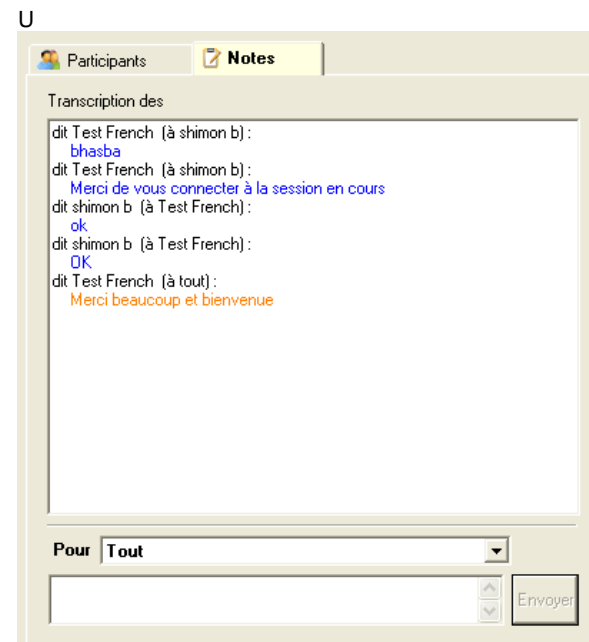 U
Participants Notes
Transcription des
dit Test French (à shimon b) :
bhasba
dit Test French (à shimon b) :
Merci de vous connecter à la session en cours
dit shimon b (à Test French) :
ok
dit shimon b (à Test French) :
OK
dit Test French (à tout) :
Merci beaucoup et bienvenue
Pour Tout
Envoyer